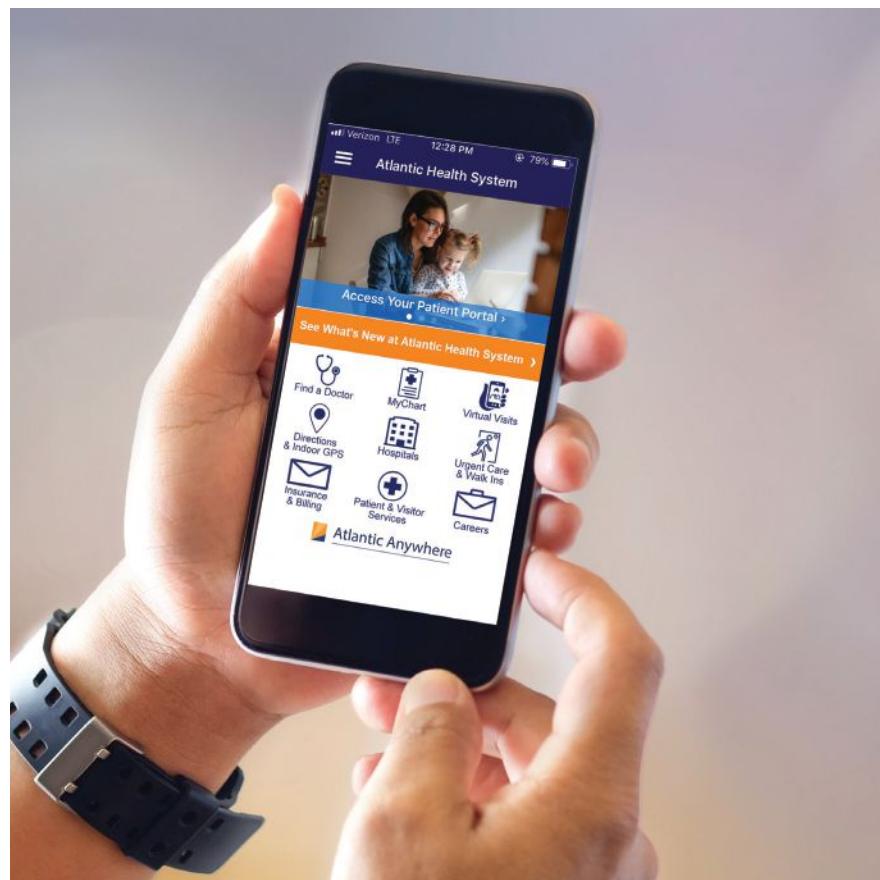 Verizon LTE 12:28 PM 79%
Atlantic Health System
Access Your Patient Portal ›
See What's New at Atlantic Health System ❯
Find a Doctor
MyChart
Virtual Visits
Directions
& Indoor GPS
Hospitals
Urgent Care
& Walk Ins
Insurance
& Billing
Patient & Visitor
Services
Careers
Atlantic Anywhere